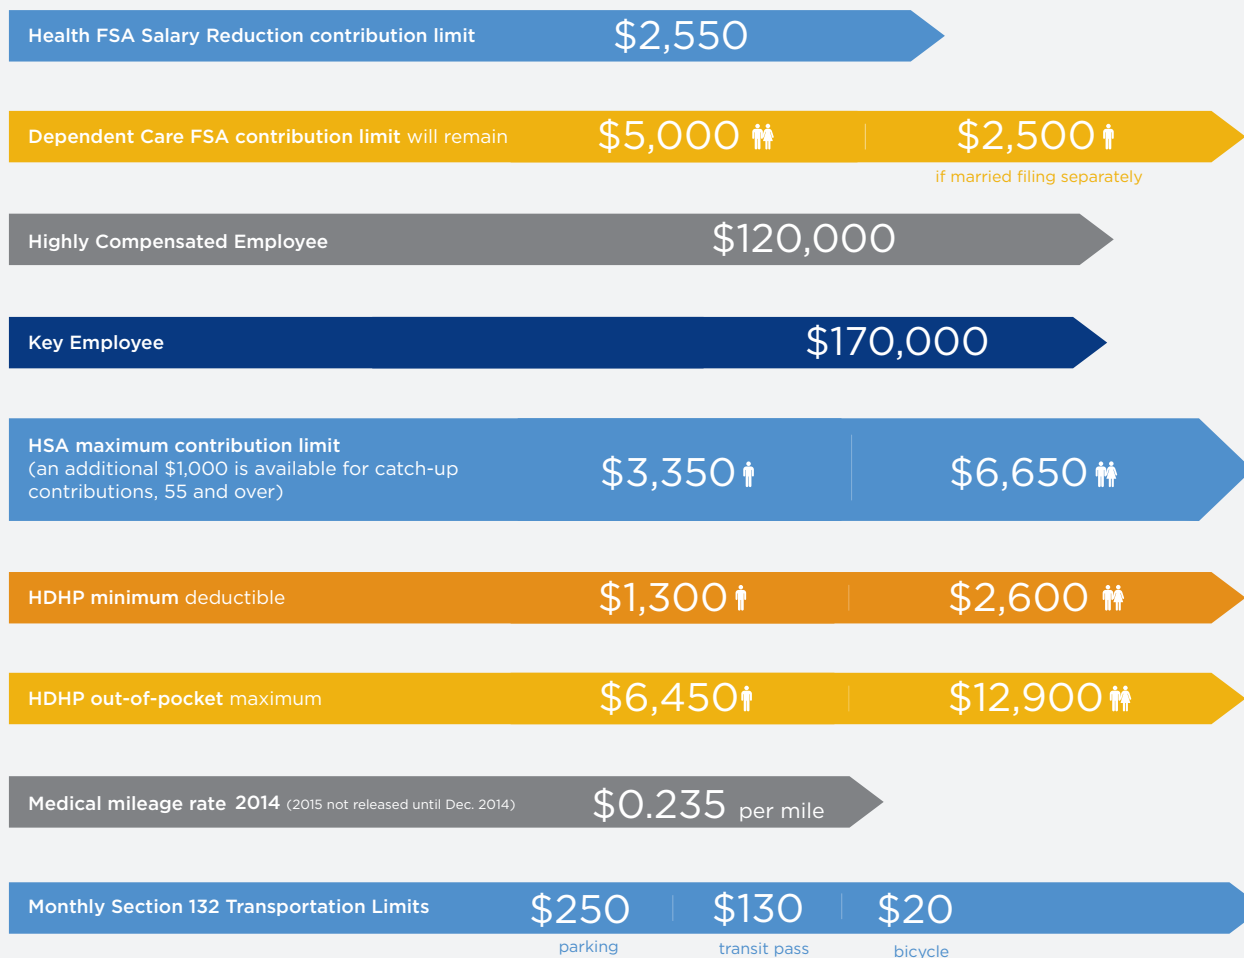 Health FSA Salary Reduction contribution limit $2,550
Dependent Care FSA contribution limit will remain $5,000 $2,500
if married filing separately
Highly Compensated Employee $120,000
Key Employee $170,000
HSA maximum contribution limit
(an additional $1,000 is available for catch-up
contributions, 55 and over)
$3,350 $6,650
HDHP minimum deductible $1,300 $2,600
HDHP out-of-pocket maximum $6,450 $12,900
Medical mileage rate 2014 (2015 not released until Dec. 2014) $0.235 per mile
Monthly Section 132 Transportation Limits $250 $130 $20
parking transit pass bicycle